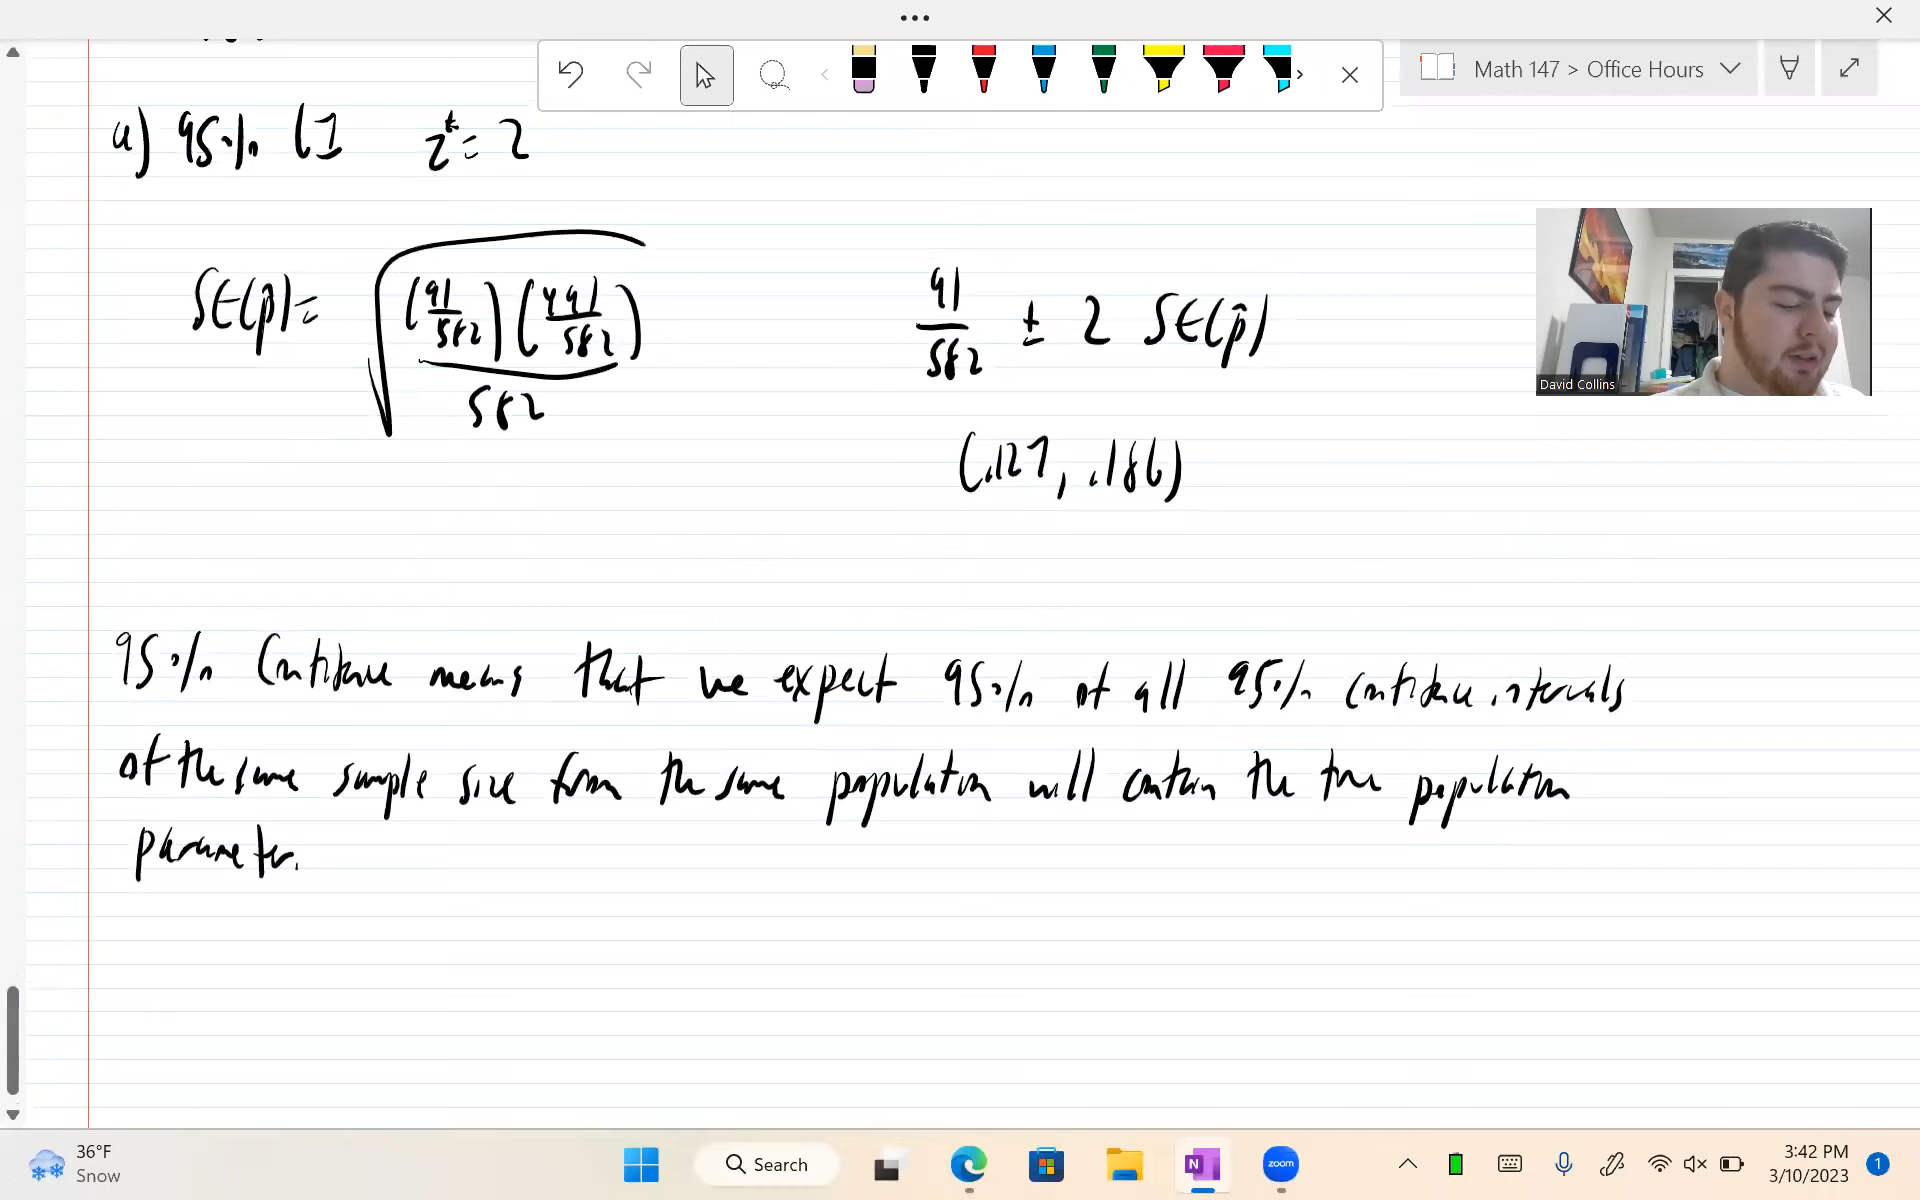 Math 147 > Office Hours
a) 95% CI z* = 2
SE(p̂) = √((91/582)(491/582)/582)
91/582 ± 2 SE(p̂)
David Collins
(.127, .186)
95% Confidence means that we expect 95% of all 95% confidence intervals
of the same sample size from the same population will contain the true population
parameter.
36°F
Snow
Search
N
zoom
3:42 PM
3/10/2023
1